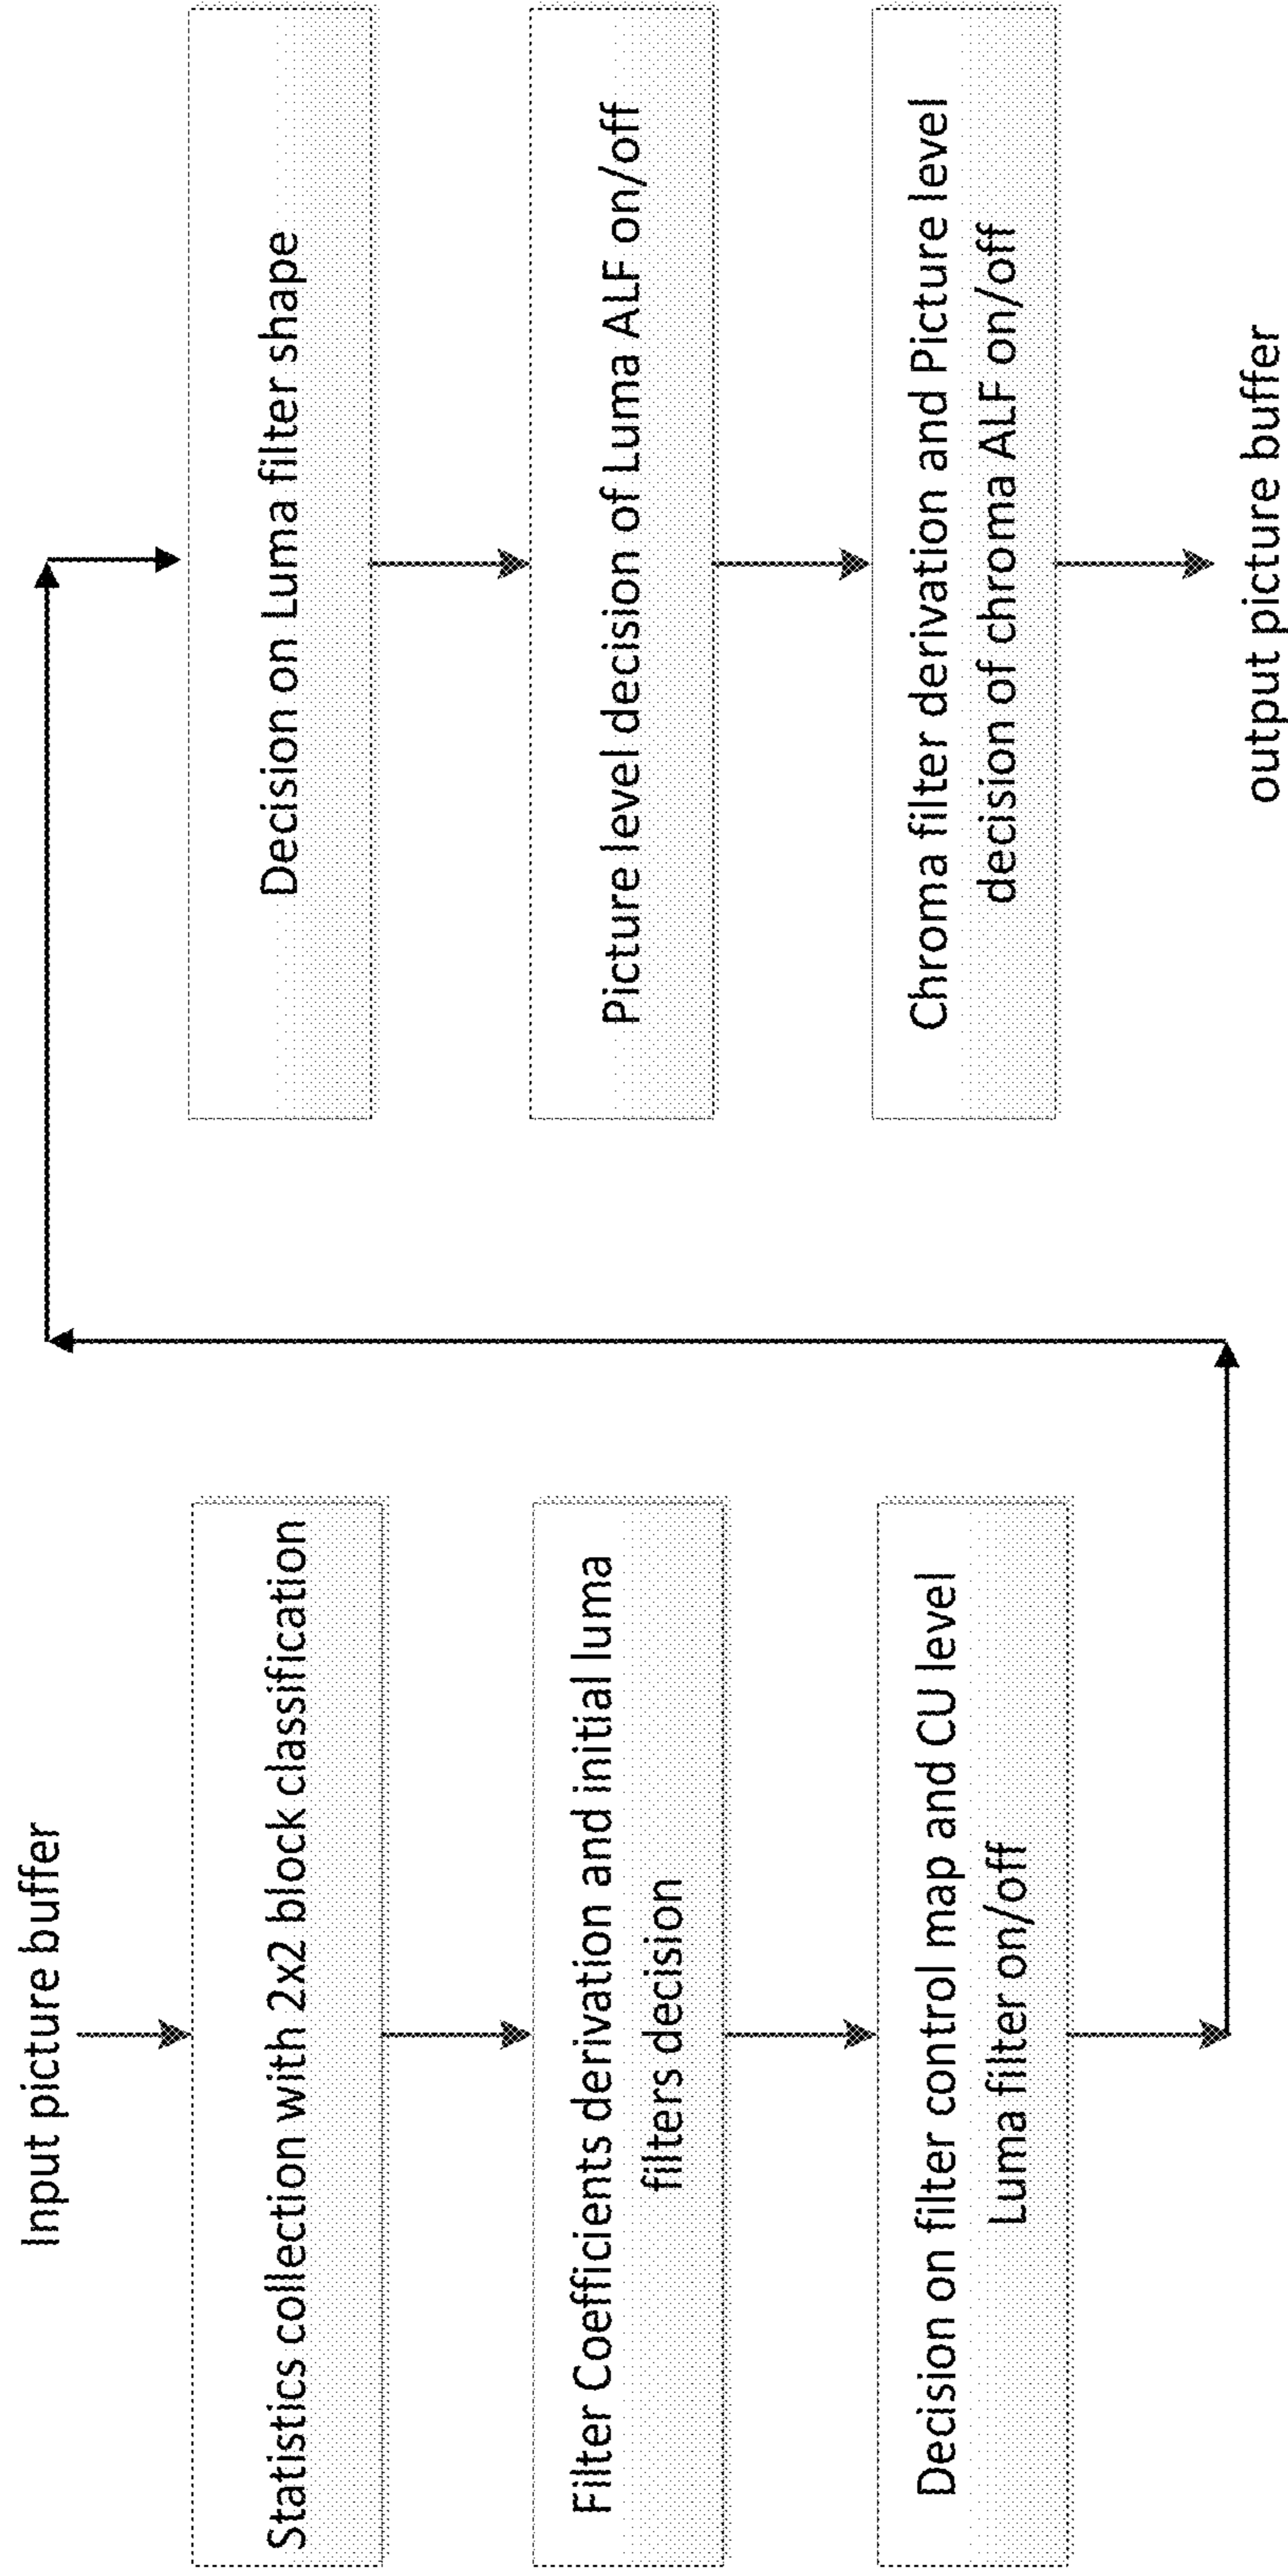 Input picture buffer
Statistics collection with 2x2 block classification
Filter Coefficients derivation and initial luma
filters decision
Decision on filter control map and CU level
Luma filter on/off
Decision on Luma filter shape
Picture level decision of Luma ALF on/off
Chroma filter derivation and Picture level
decision of chroma ALF on/off
output picture buffer